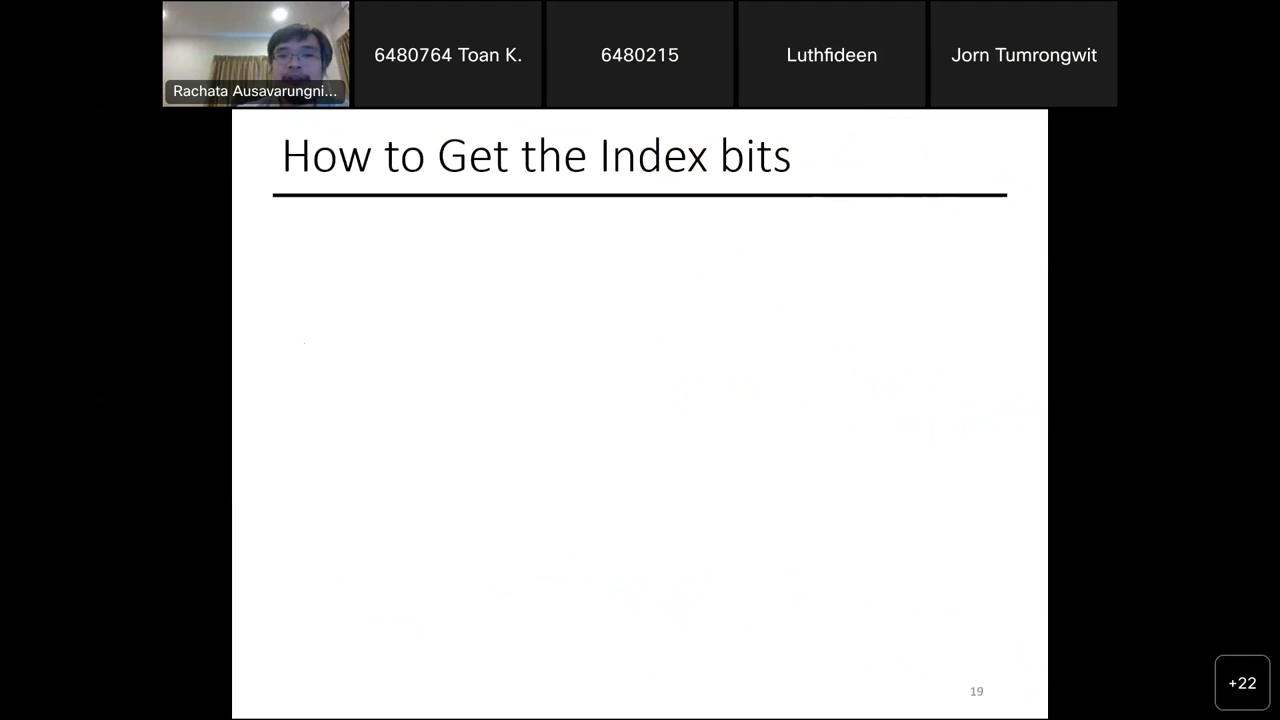 6480764 Toan K.
6480215
Luthfideen
Jorn Tumrongwit
Rachata Ausavarungni...
How to Get the Index bits
19
+22